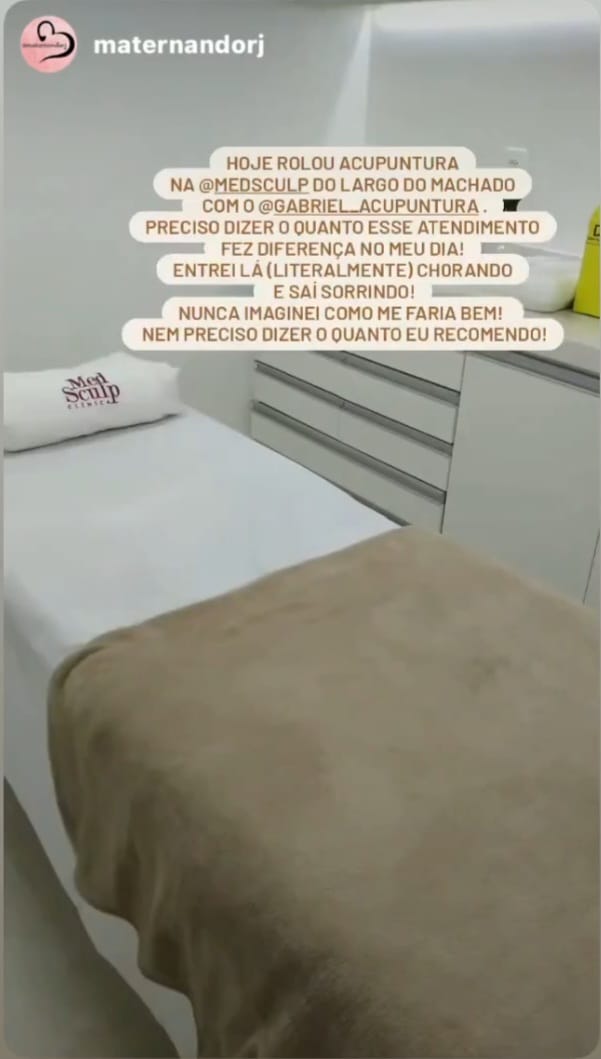 maternandorj
HOJE ROLOU ACUPUNTURA
NA @MEDSCULP DO LARGO DO MACHADO
COM O @GABRIEL_ACUPUNTURA .
PRECISO DIZER O QUANTO ESSE ATENDIMENTO
FEZ DIFERENÇA NO MEU DIA!
ENTREI LÁ (LITERALMENTE) CHORANDO
E SAÍ SORRINDO!
NUNCA IMAGINEI COMO ME FARIA BEM!
NEM PRECISO DIZER O QUANTO EU RECOMENDO!
Med
Sculp
CLÍNICA